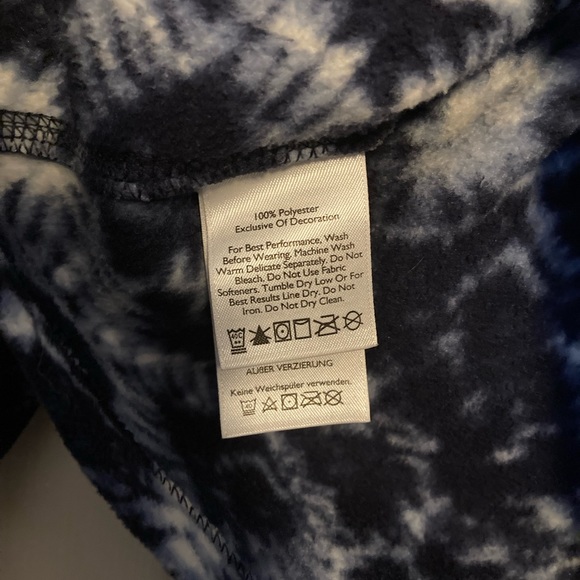 100% Polyester
Exclusive Of Decoration
For Best Performance, Wash
Before Wearing. Machine Wash
Warm Delicate Separately. Do Not
Bleach. Do Not Use Fabric
Softeners. Tumble Dry Low Or For
Best Results Line Dry. Do Not
Iron. Do Not Dry Clean.
40C
AUßER VERZIERUNG
Keine Weichspüler verwenden.
40